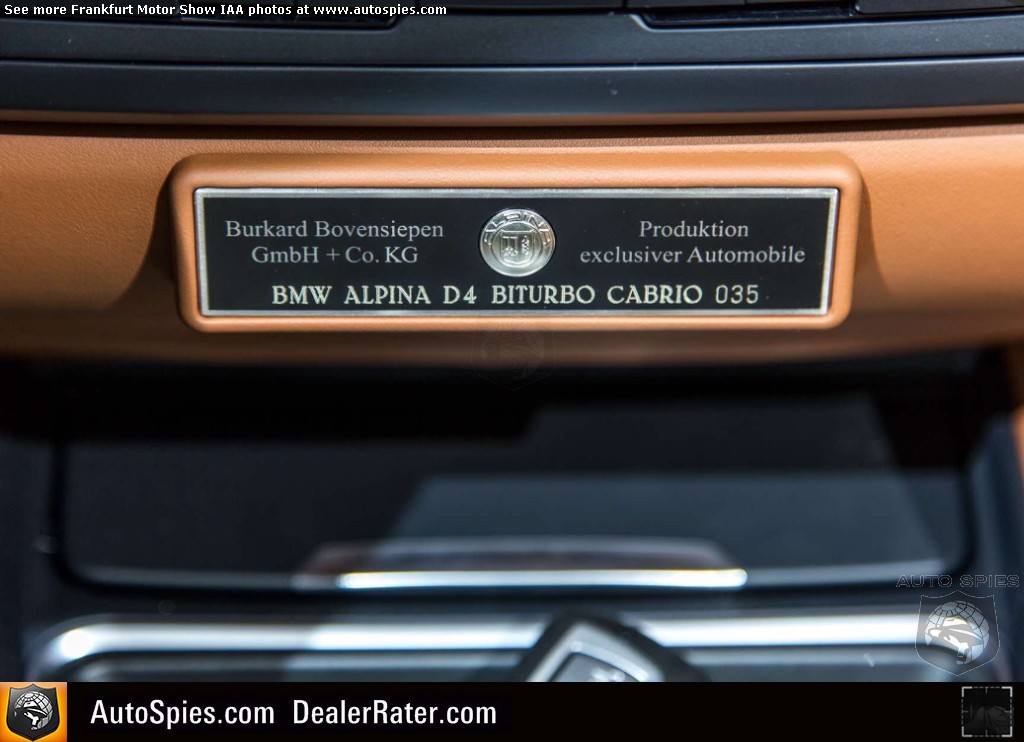 See more Frankfurt Motor Show IAA photos at www.autospies.com
Burkard Bovensiepen
GmbH + Co. KG
ALPINA
Produktion
exclusiver Automobile
BMW ALPINA D4 BITURBO CABRIO 035
AUTO SPIES
AutoSpies.com DealerRater.com